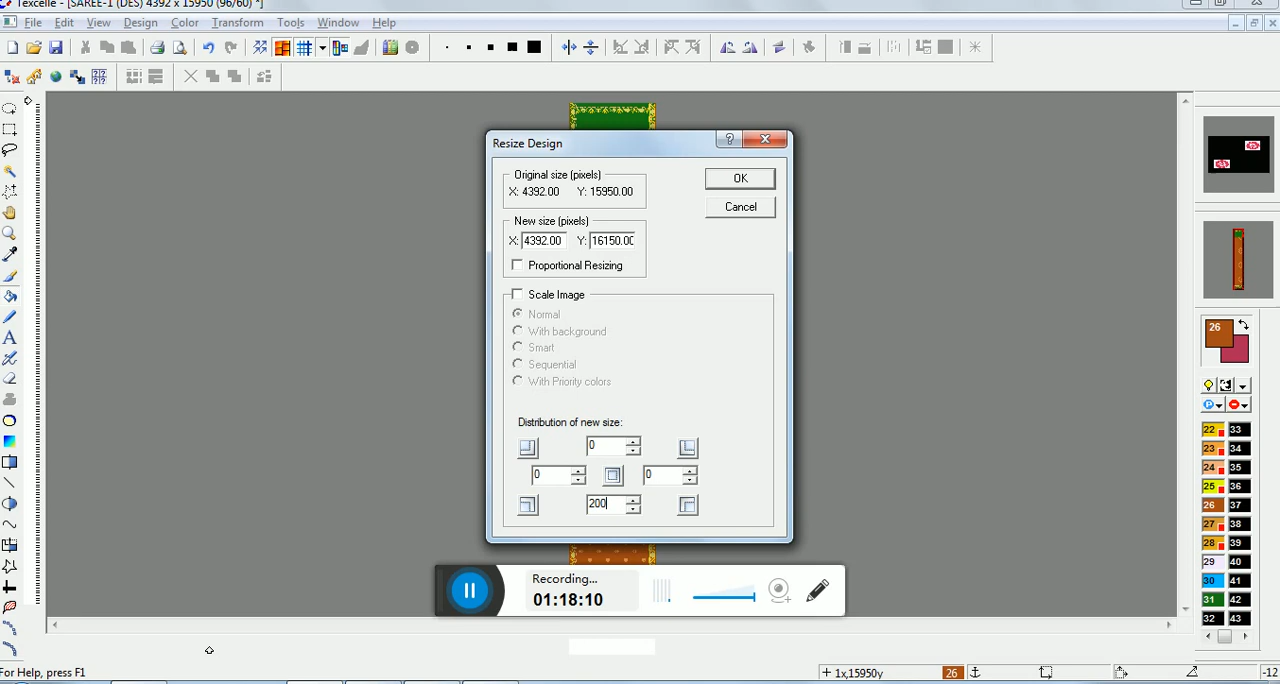 Texcelle - [SAREE-1 (DES) 4392 x 15950 (96/60) *]
File Edit View Design Color Transform Tools Window Help
Resize Design
?
Original size (pixels)
X: 4392.00 Y: 15950.00
OK
New size (pixels)
Cancel
X: 4392.00 Y: 16150.00
Proportional Resizing
Scale Image
Normal
With background
Smart
Sequential
With Priority colors
Distribution of new size:
0
0 0
200
Recording...
01:18:10
26
22 33
23 34
24 35
25 36
26 37
27 38
28 39
29 40
30 41
31 42
32 43
For Help, press F1
1x,15950y
26
-12